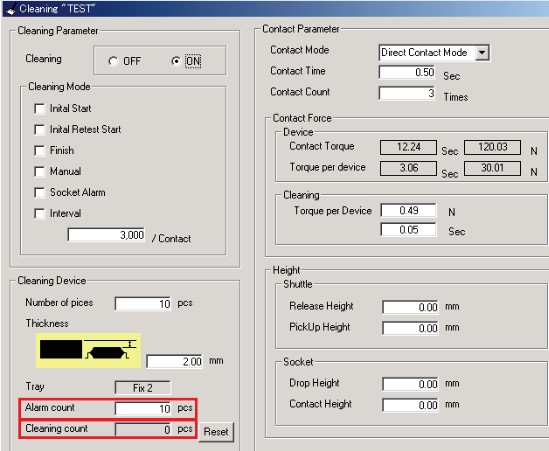 Cleaning "TEST"
Cleaning Parameter
Cleaning
OFF
ON
Cleaning Mode
Inital Start
Inital Retest Start
Finish
Manual
Socket Alarm
Interval
3,000 / Contact
Cleaning Device
Number of pices 10 pcs
Thickness
2.00 mm
Tray Fix 2
Alarm count 10 pcs
Cleaning count 0 pcs Reset
Contact Parameter
Contact Mode Direct Contact Mode
Contact Time 0.50 Sec
Contact Count 3 Times
Contact Force
Device
Contact Torque 12.24 Sec 120.03 N
Torque per device 3.06 Sec 30.01 N
Cleaning
Torque per Device 0.49 N
0.05 Sec
Height
Shuttle
Release Height 0.00 mm
PickUp Height 0.00 mm
Socket
Drop Height 0.00 mm
Contact Height 0.00 mm